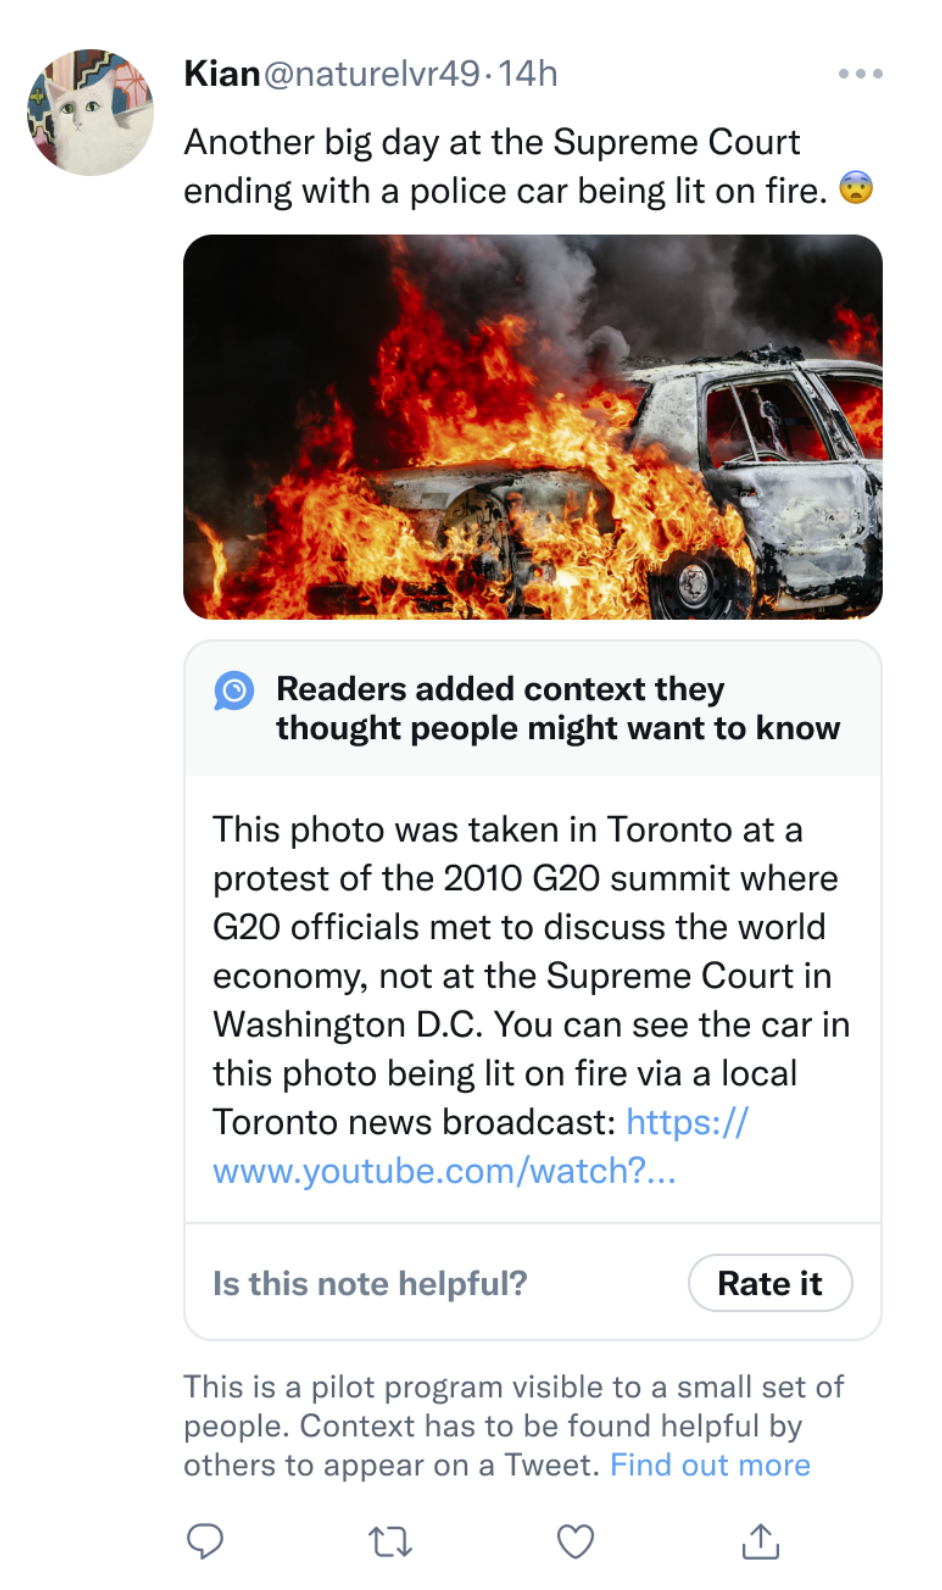 Kian @naturelvr49 · 14h
Another big day at the Supreme Court
ending with a police car being lit on fire. 😨
Readers added context they
thought people might want to know
This photo was taken in Toronto at a
protest of the 2010 G20 summit where
G20 officials met to discuss the world
economy, not at the Supreme Court in
Washington D.C. You can see the car in
this photo being lit on fire via a local
Toronto news broadcast: https://
www.youtube.com/watch?...
Is this note helpful?
Rate it
This is a pilot program visible to a small set of
people. Context has to be found helpful by
others to appear on a Tweet. Find out more